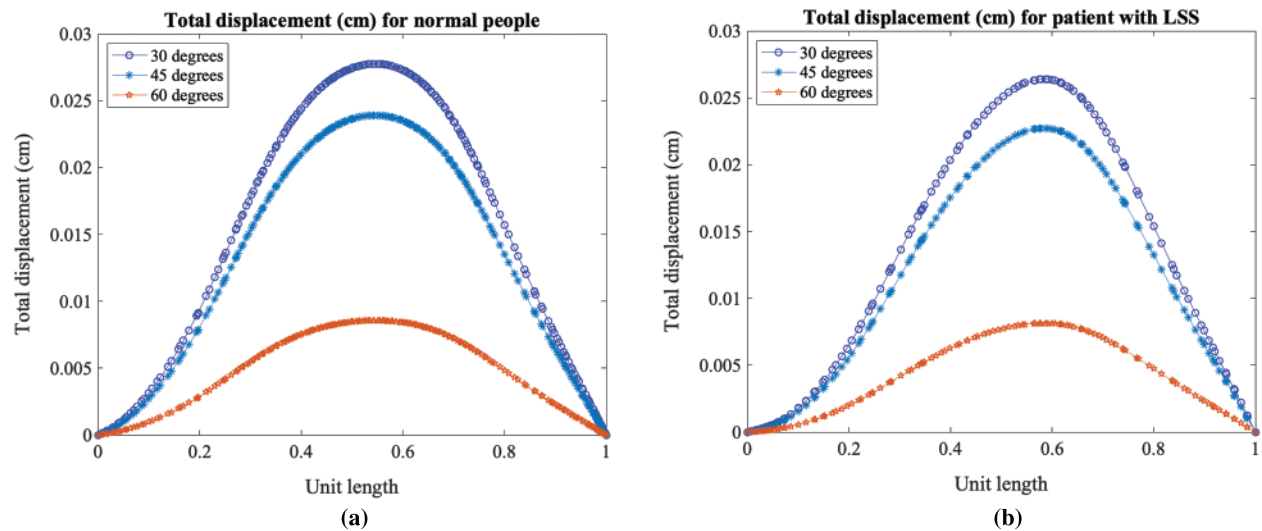 Total displacement (cm) for normal people
30 degrees
45 degrees
60 degrees
Total displacement (cm)
0.03
0.025
0.02
0.015
0.01
0.005
0
0 0.2 0.4 0.6 0.8 1
Unit length
(a)
Total displacement (cm) for patient with LSS
30 degrees
45 degrees
60 degrees
Total displacement (cm)
0.03
0.025
0.02
0.015
0.01
0.005
0
0 0.2 0.4 0.6 0.8 1
Unit length
(b)